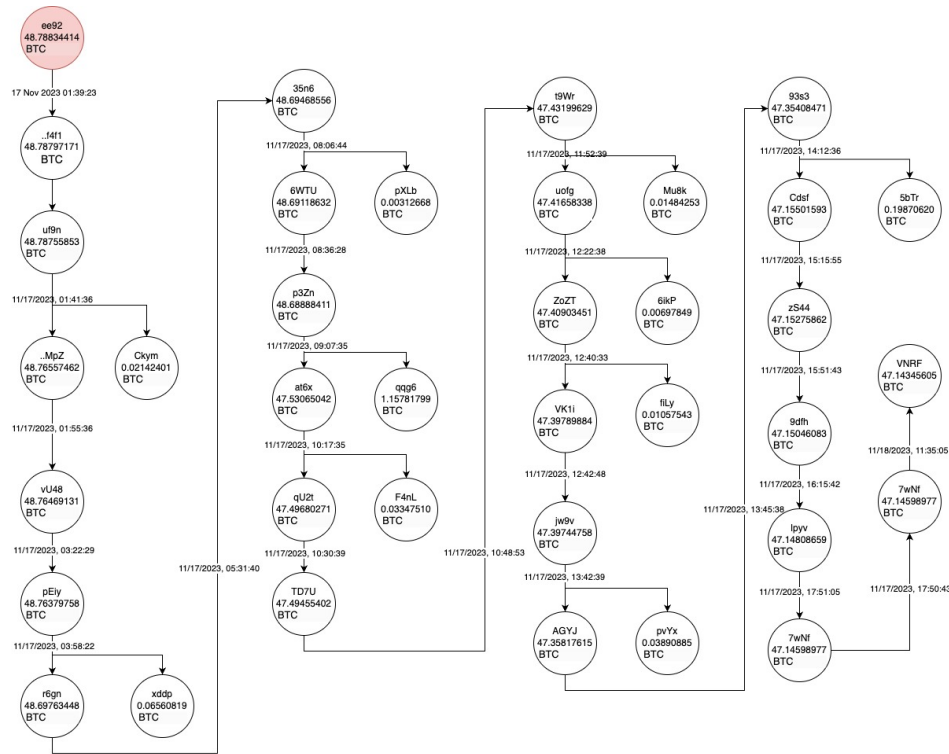 ee92
48.78834414
BTC
17 Nov 2023 01:39:23
..f4f1
48.78797171
BTC
uf9n
48.78755853
BTC
11/17/2023, 01:41:36
..MpZ
48.76557462
BTC
Ckym
0.02142401
BTC
11/17/2023, 01:55:36
vU48
48.76469131
BTC
11/17/2023, 03:22:29
pEiy
48.76379758
BTC
11/17/2023, 03:58:22
r6gn
48.69763448
BTC
xddp
0.06560819
BTC
11/17/2023, 05:31:40
35n6
48.69468556
BTC
11/17/2023, 08:06:44
6WTU
48.69118632
BTC
pXLb
0.00312668
BTC
11/17/2023, 08:36:28
p3Zn
48.68888411
BTC
11/17/2023, 09:07:35
at6x
47.53065042
BTC
qqg6
1.15781799
BTC
11/17/2023, 10:17:35
qU2t
47.49680271
BTC
F4nL
0.03347510
BTC
11/17/2023, 10:30:39
TD7U
47.49455402
BTC
11/17/2023, 10:48:53
t9Wr
47.43199629
BTC
11/17/2023, 11:52:39
uofg
47.41658338
BTC
Mu8k
0.01484253
BTC
11/17/2023, 12:22:38
ZoZT
47.40903451
BTC
6ikP
0.00697849
BTC
11/17/2023, 12:40:33
VK1i
47.39789884
BTC
fiLy
0.01057543
BTC
11/17/2023, 12:42:48
jw9v
47.39744758
BTC
11/17/2023, 13:42:39
AGYJ
47.35817615
BTC
pvYx
0.03890885
BTC
11/17/2023, 13:45:38
93s3
47.35408471
BTC
11/17/2023, 14:12:36
Cdsf
47.15501593
BTC
5bTr
0.19870620
BTC
11/17/2023, 15:15:55
zS44
47.15275862
BTC
11/17/2023, 15:51:43
9dfh
47.15046083
BTC
11/17/2023, 16:15:42
lpyv
47.14808659
BTC
11/17/2023, 17:51:05
7wNf
47.14598977
BTC
11/17/2023, 17:50:43
7wNf
47.14598977
BTC
11/18/2023, 11:35:05
VNRF
47.14345605
BTC